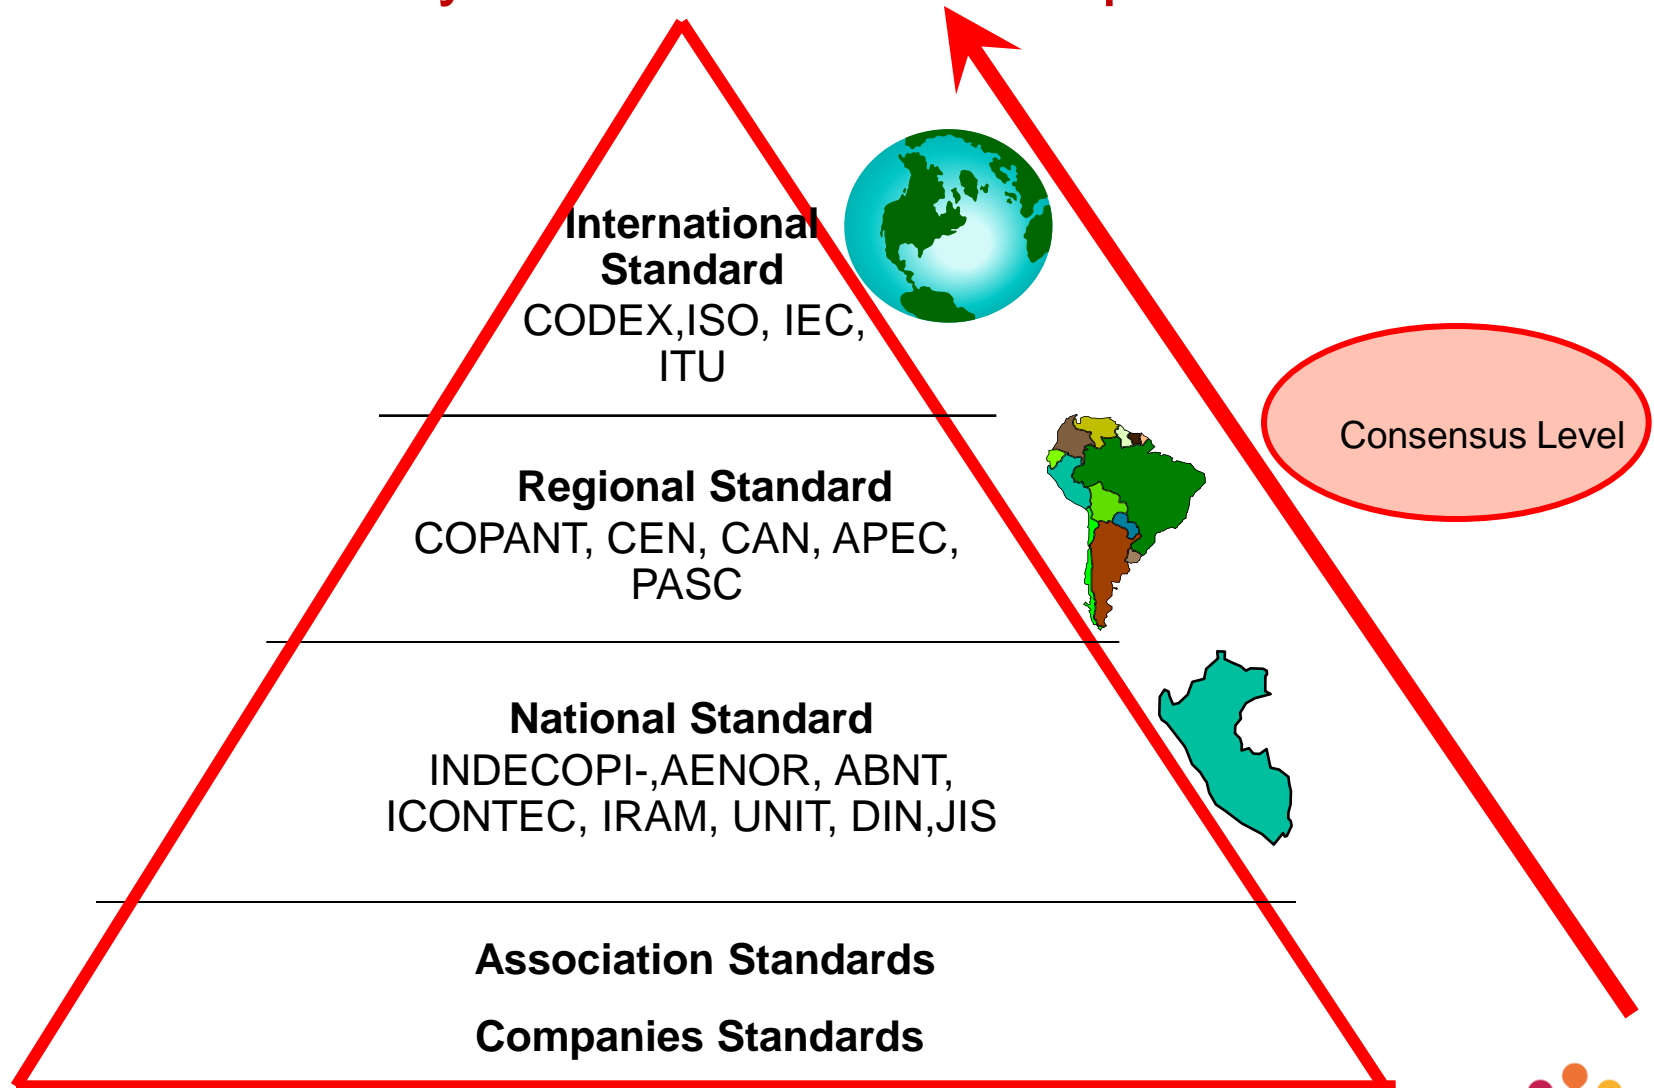 International
Standard
CODEX,ISO, IEC,
ITU
Consensus Level
Regional Standard
COPANT, CEN, CAN, APEC,
PASC
National Standard
INDECOPI-,AENOR, ABNT,
ICONTEC, IRAM, UNIT, DIN,JIS
Association Standards
Companies Standards